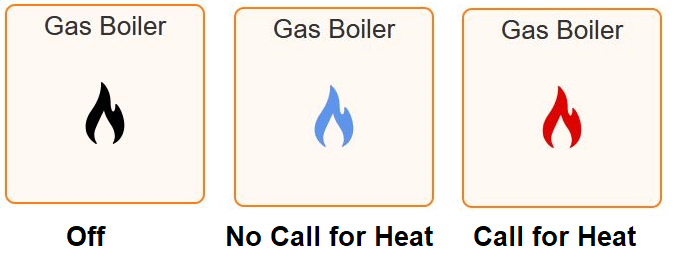 Gas Boiler
Gas Boiler
Gas Boiler
Off
No Call for Heat
Call for Heat